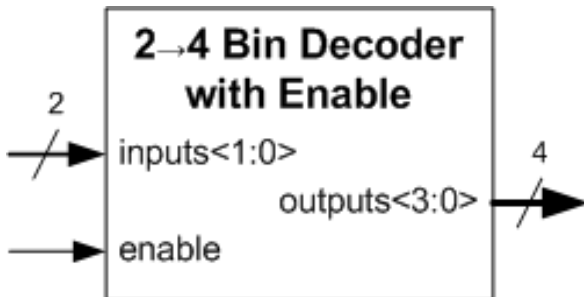 2→4 Bin Decoder
with Enable
2
inputs<1:0>
4
outputs<3:0>
enable